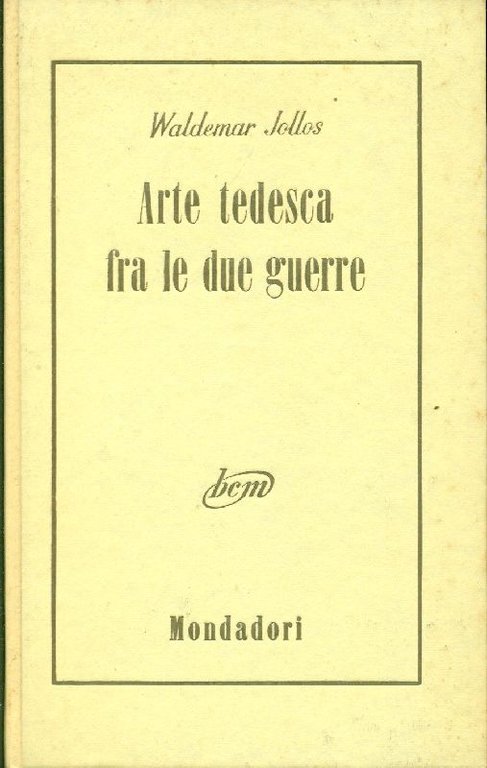 Waldemar Jollos
Arte tedesca
fra le due guerre
bcm
Mondadori